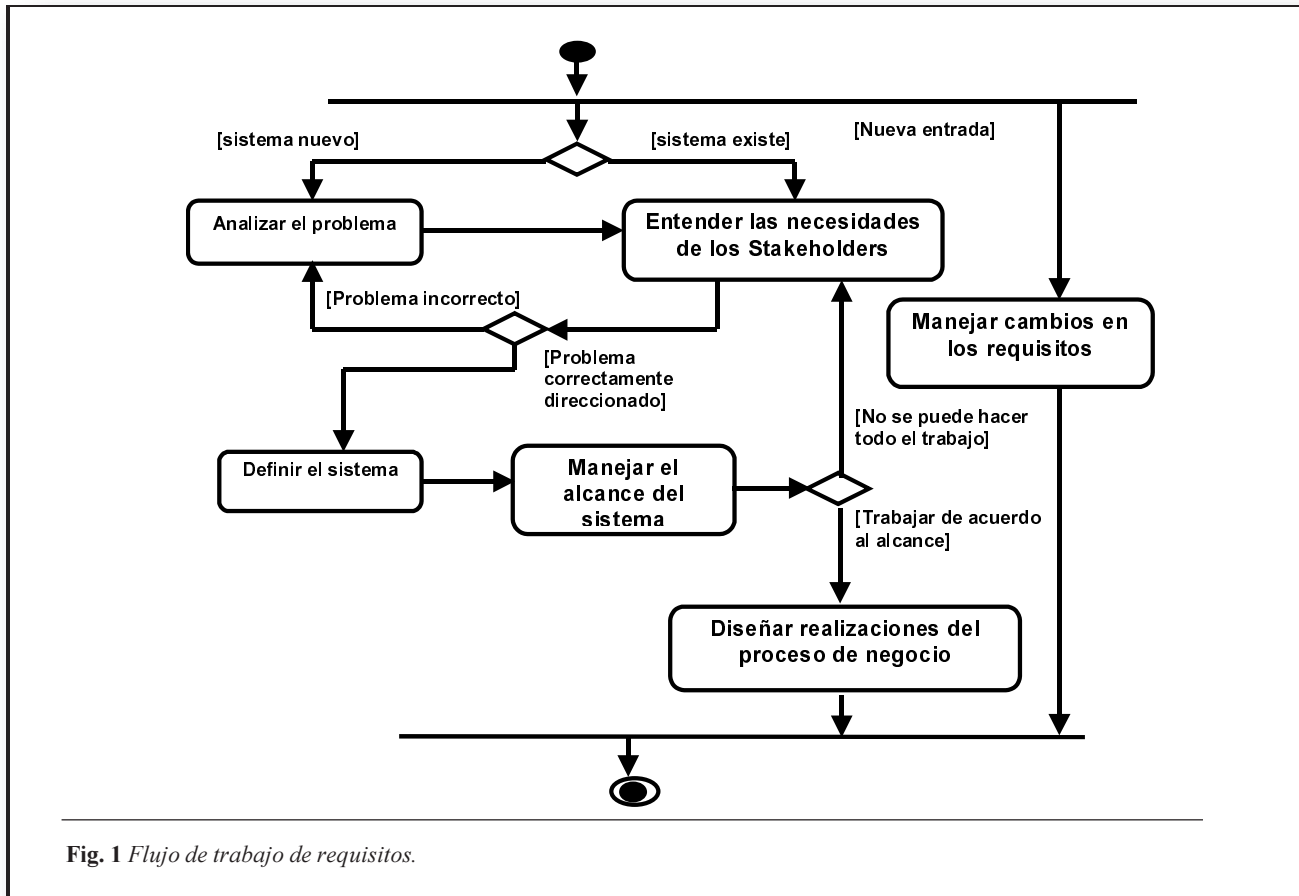 [sistema nuevo]
[sistema existe]
[Nueva entrada]
Analizar el problema
Entender las necesidades
de los Stakeholders
[Problema incorrecto]
Manejar cambios en
los requisitos
[Problema
correctamente
direccionado]
[No se puede hacer
todo el trabajo]
Definir el sistema
Manejar el
alcance del
sistema
[Trabajar de acuerdo
al alcance]
Diseñar realizaciones del
proceso de negocio
Fig. 1 Flujo de trabajo de requisitos.